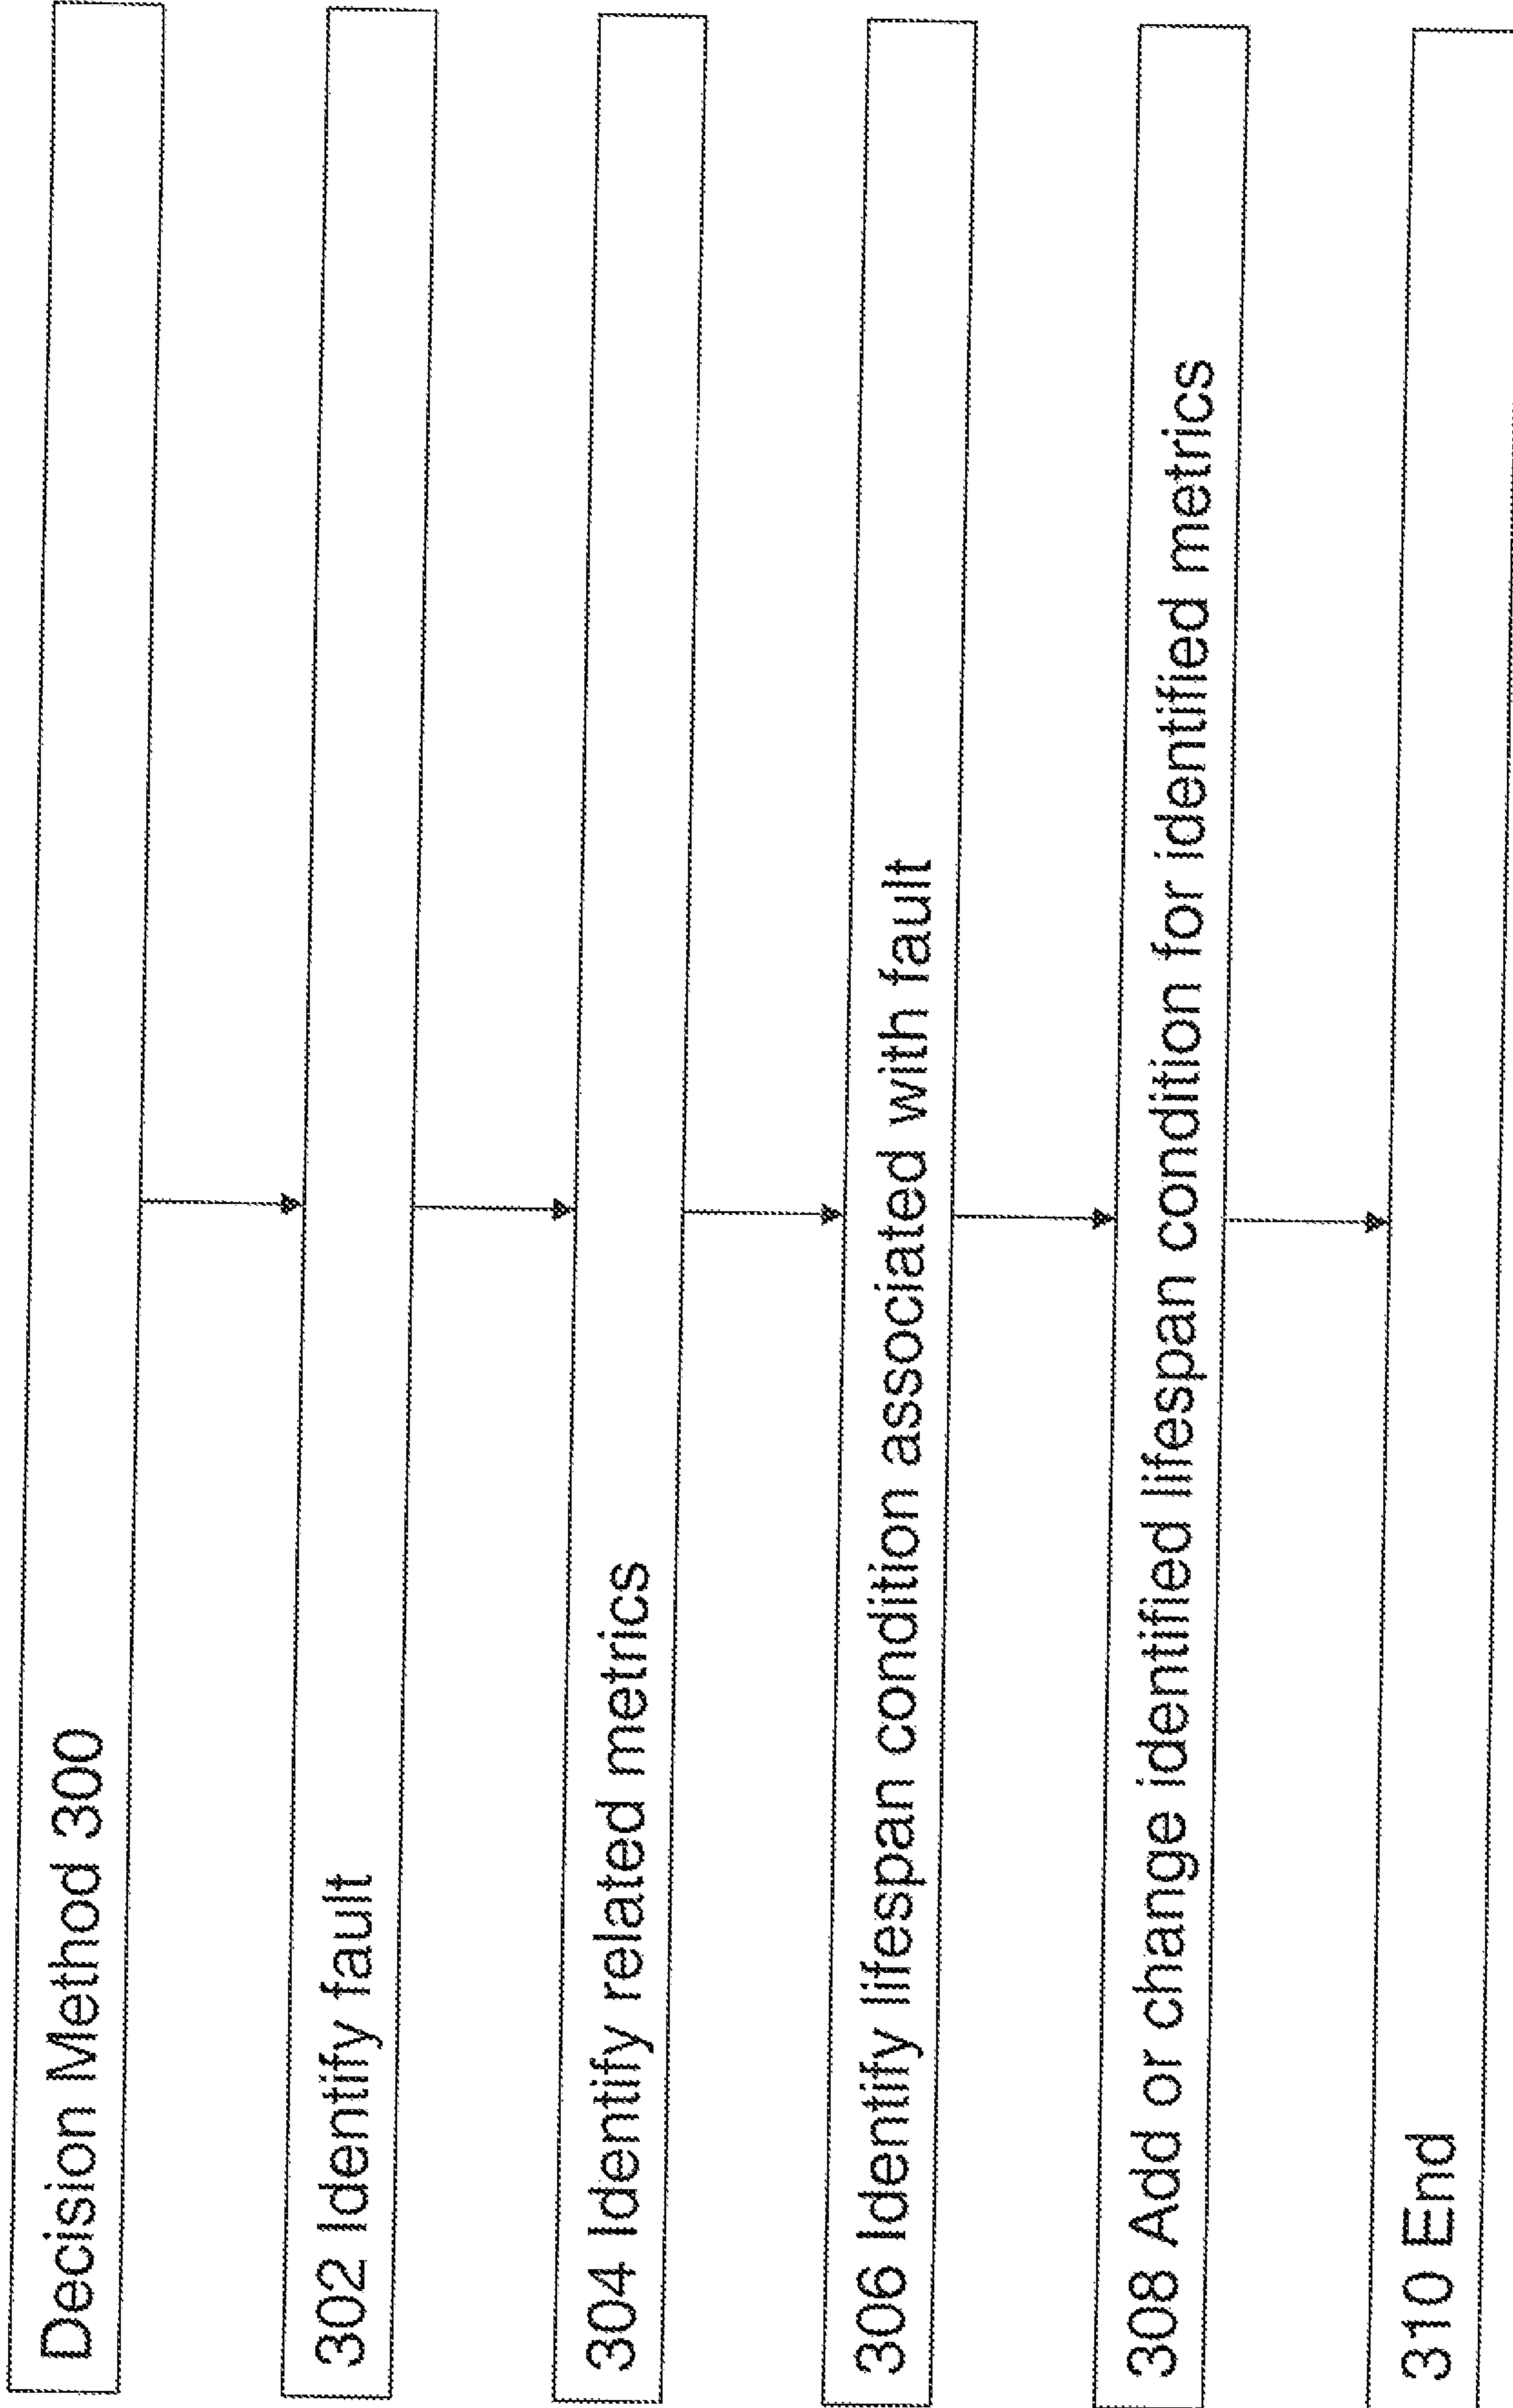 Decision Method 300
302 Identify fault
304 Identify related metrics
306 Identify lifespan condition associated with fault
308 Add or change identified lifespan condition for identified metrics
310 End